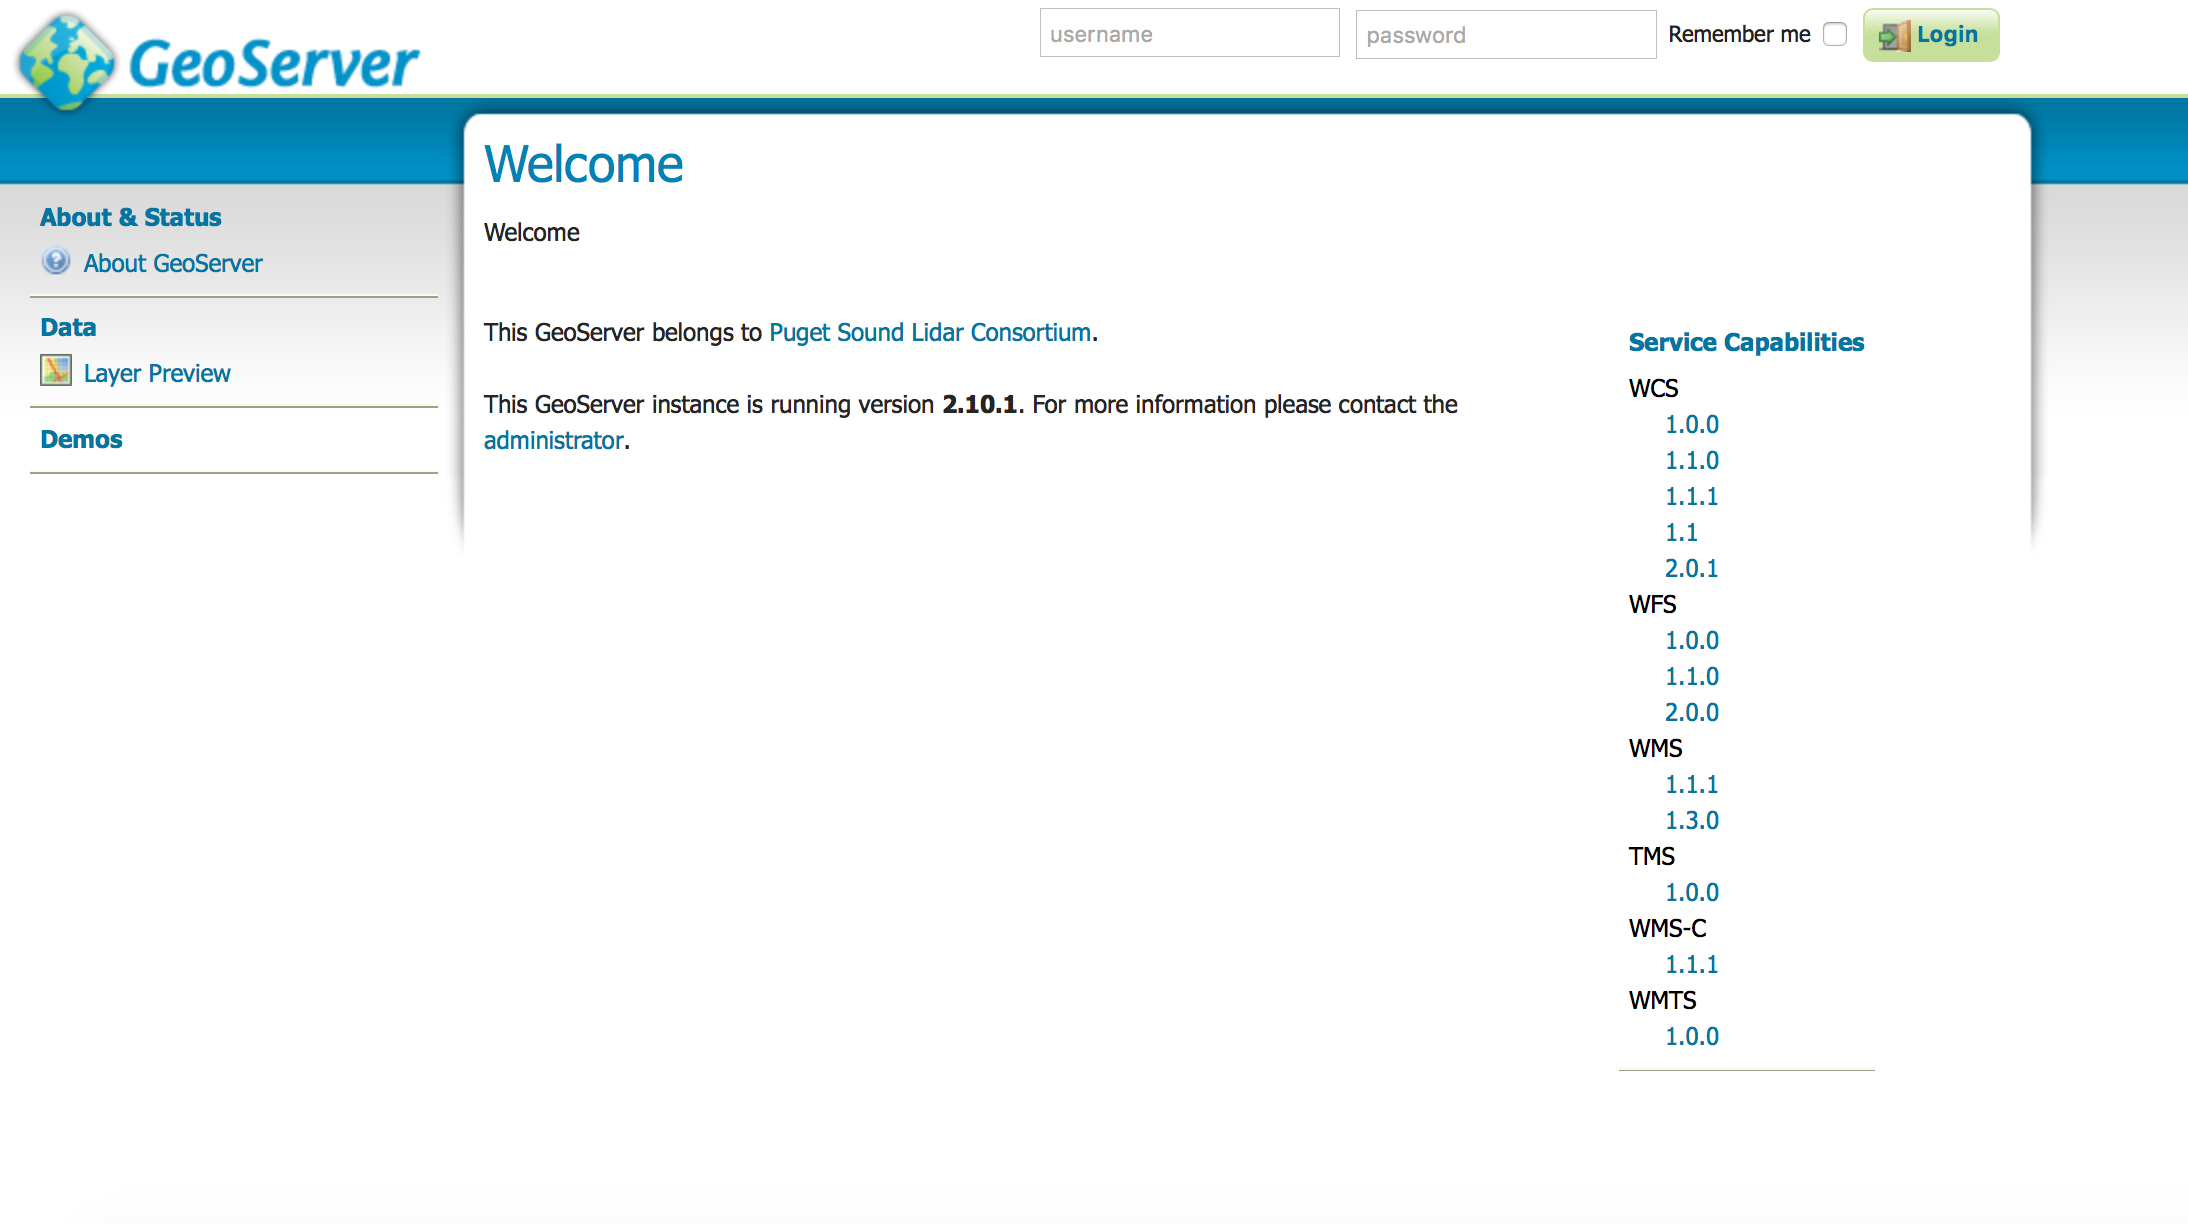 GeoServer
username
password
Remember me
Login
About & Status
About GeoServer
Data
Layer Preview
Demos
Welcome
Welcome
This GeoServer belongs to Puget Sound Lidar Consortium.
This GeoServer instance is running version 2.10.1. For more information please contact the
administrator.
Service Capabilities
WCS
1.0.0
1.1.0
1.1.1
1.1
2.0.1
WFS
1.0.0
1.1.0
2.0.0
WMS
1.1.1
1.3.0
TMS
1.0.0
WMS-C
1.1.1
WMTS
1.0.0